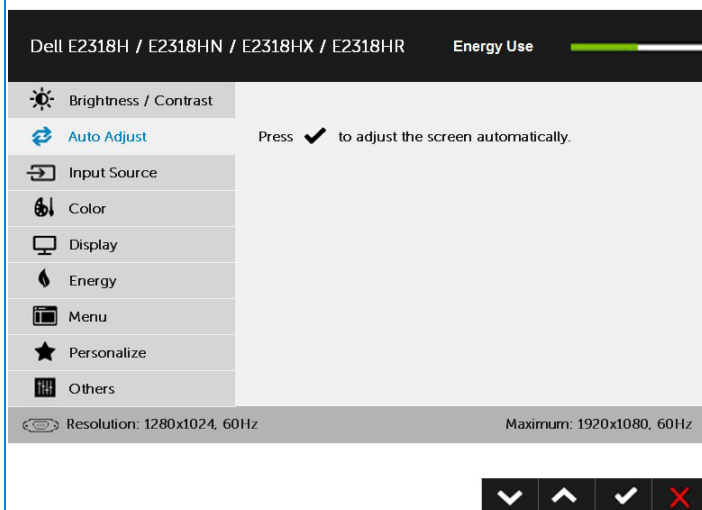 Dell E2318H / E2318HN / E2318HX / E2318HR Energy Use
Brightness / Contrast
Auto Adjust Press ✔ to adjust the screen automatically.
Input Source
Color
Display
Energy
Menu
Personalize
Others
Resolution: 1280x1024, 60Hz Maximum: 1920x1080, 60Hz